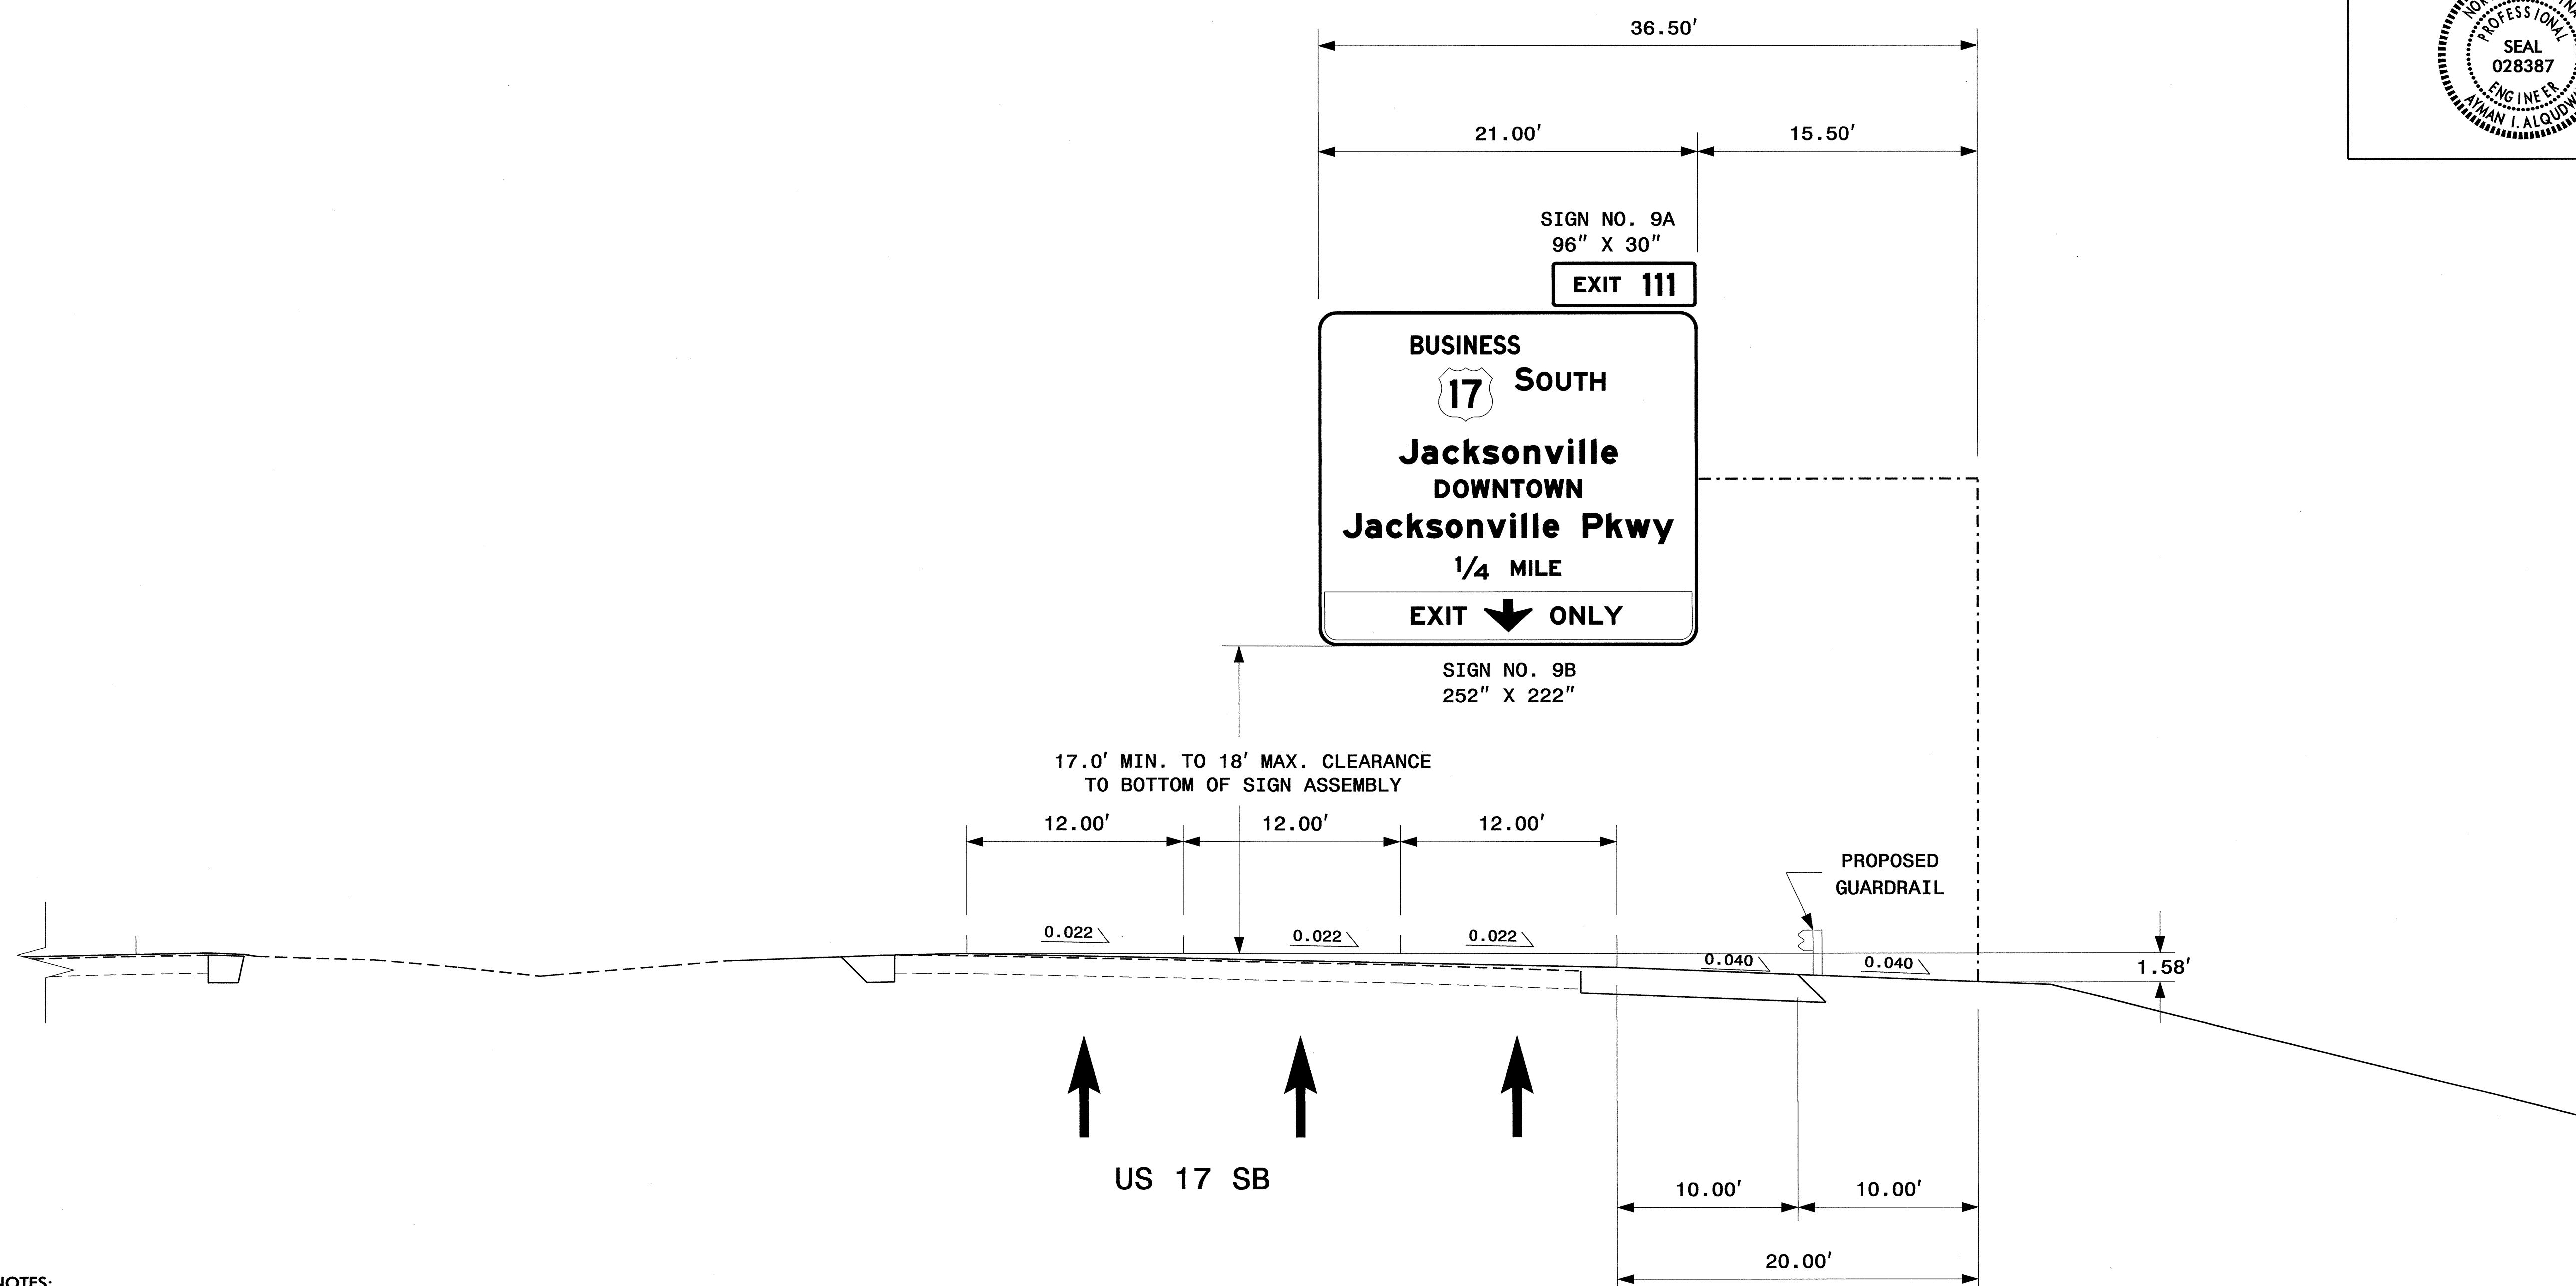 36.50′
PROFESSIONAL
SEAL
028387
ENGINEER
AYMAN I.
21.00′
15.50′
SIGN NO. 9A
96″ X 30″
EXIT 111
BUSINESS
17 SOUTH
Jacksonville
DOWNTOWN
Jacksonville Pkwy
1/4 MILE
EXIT ONLY
SIGN NO. 9B
252″ X 222″
17.0′ MIN. TO 18′ MAX. CLEARANCE
TO BOTTOM OF SIGN ASSEMBLY
12.00′
12.00′
12.00′
PROPOSED
GUARDRAIL
0.022
0.022
0.022
0.040
0.040
1.58′
US 17 SB
10.00′
10.00′
20.00′
NOTES: